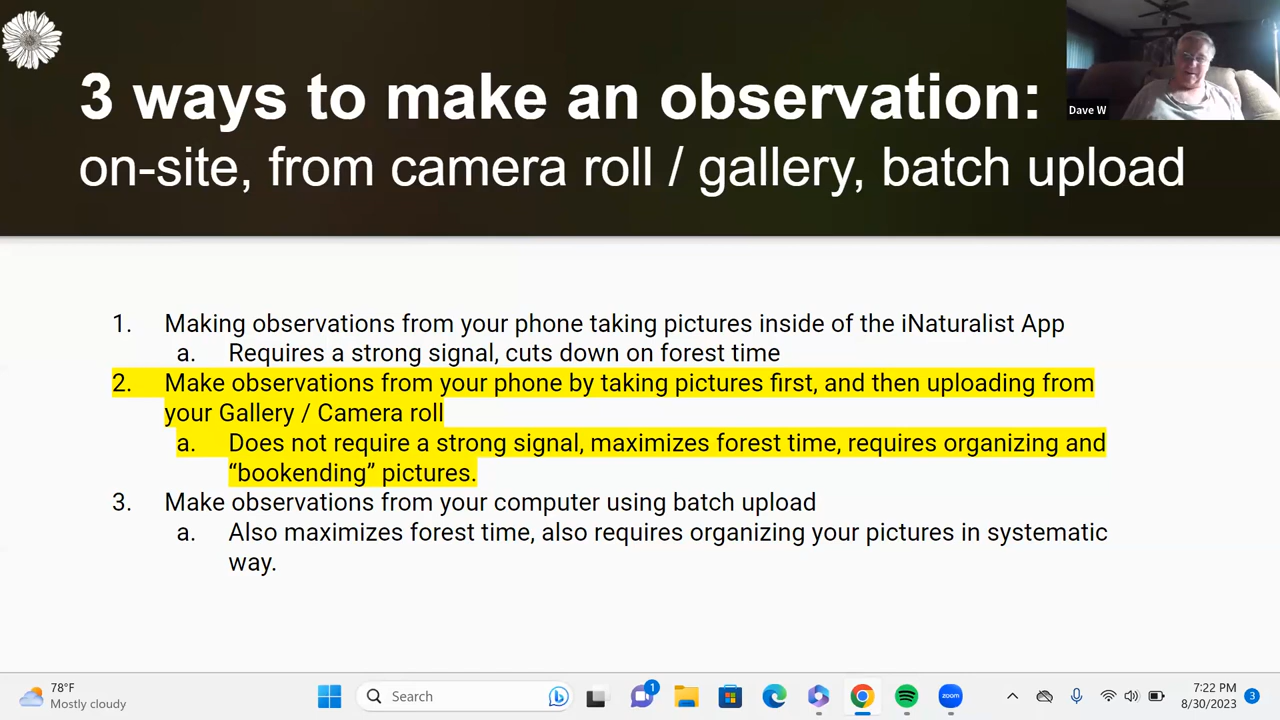 3 ways to make an observation:
on-site, from camera roll / gallery, batch upload
Dave W
1. Making observations from your phone taking pictures inside of the iNaturalist App
a. Requires a strong signal, cuts down on forest time
2. Make observations from your phone by taking pictures first, and then uploading from
your Gallery / Camera roll
a. Does not require a strong signal, maximizes forest time, requires organizing and
“bookending” pictures.
3. Make observations from your computer using batch upload
a. Also maximizes forest time, also requires organizing your pictures in systematic
way.
78°F
Mostly cloudy
Search
1
zoom
7:22 PM
8/30/2023
3